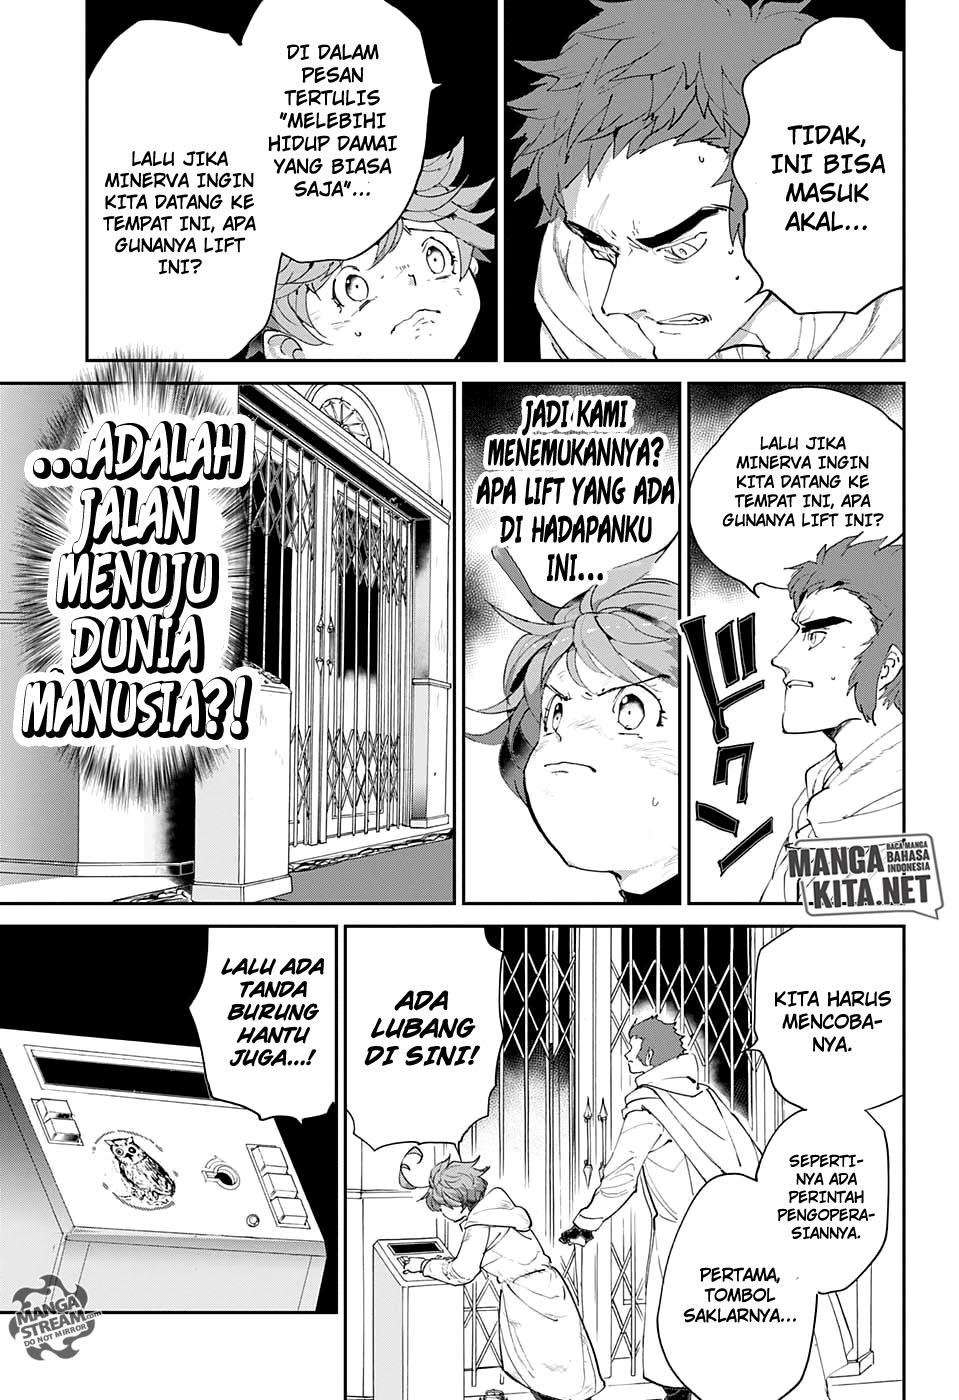 TIDAK,
INI BISA
MASUK
AKAL...
DI DALAM
PESAN
TERTULIS
"MELEBIHI
HIDUP DAMAI
YANG BIASA
SAJA"...
LALU JIKA
MINERVA INGIN
KITA DATANG KE
TEMPAT INI, APA
GUNANYA LIFT
INI?
LALU JIKA
MINERVA INGIN
KITA DATANG KE
TEMPAT INI, APA
GUNANYA LIFT INI?
ドクン
JADI KAMI
MENEMUKANNYA?
APA LIFT YANG ADA
DI HADAPANKU
INI...
...ADALAH
JALAN
MENUJU
DUNIA
MANUSIA?!
MANGA
KITA.NET
BACA MANGA
BAHASA
INDONESIA
KITA HARUS
MENCOBA-
NYA.
SEPERTI-
NYA ADA
PERINTAH
PENGOPERA-
SIANNYA.
PERTAMA,
TOMBOL
SAKLARNYA...
ADA
LUBANG
DI SINI!
LALU ADA
TANDA
BURUNG
HANTU
JUGA...!
MANGA
STREAM.com
DO NOT MIRROR